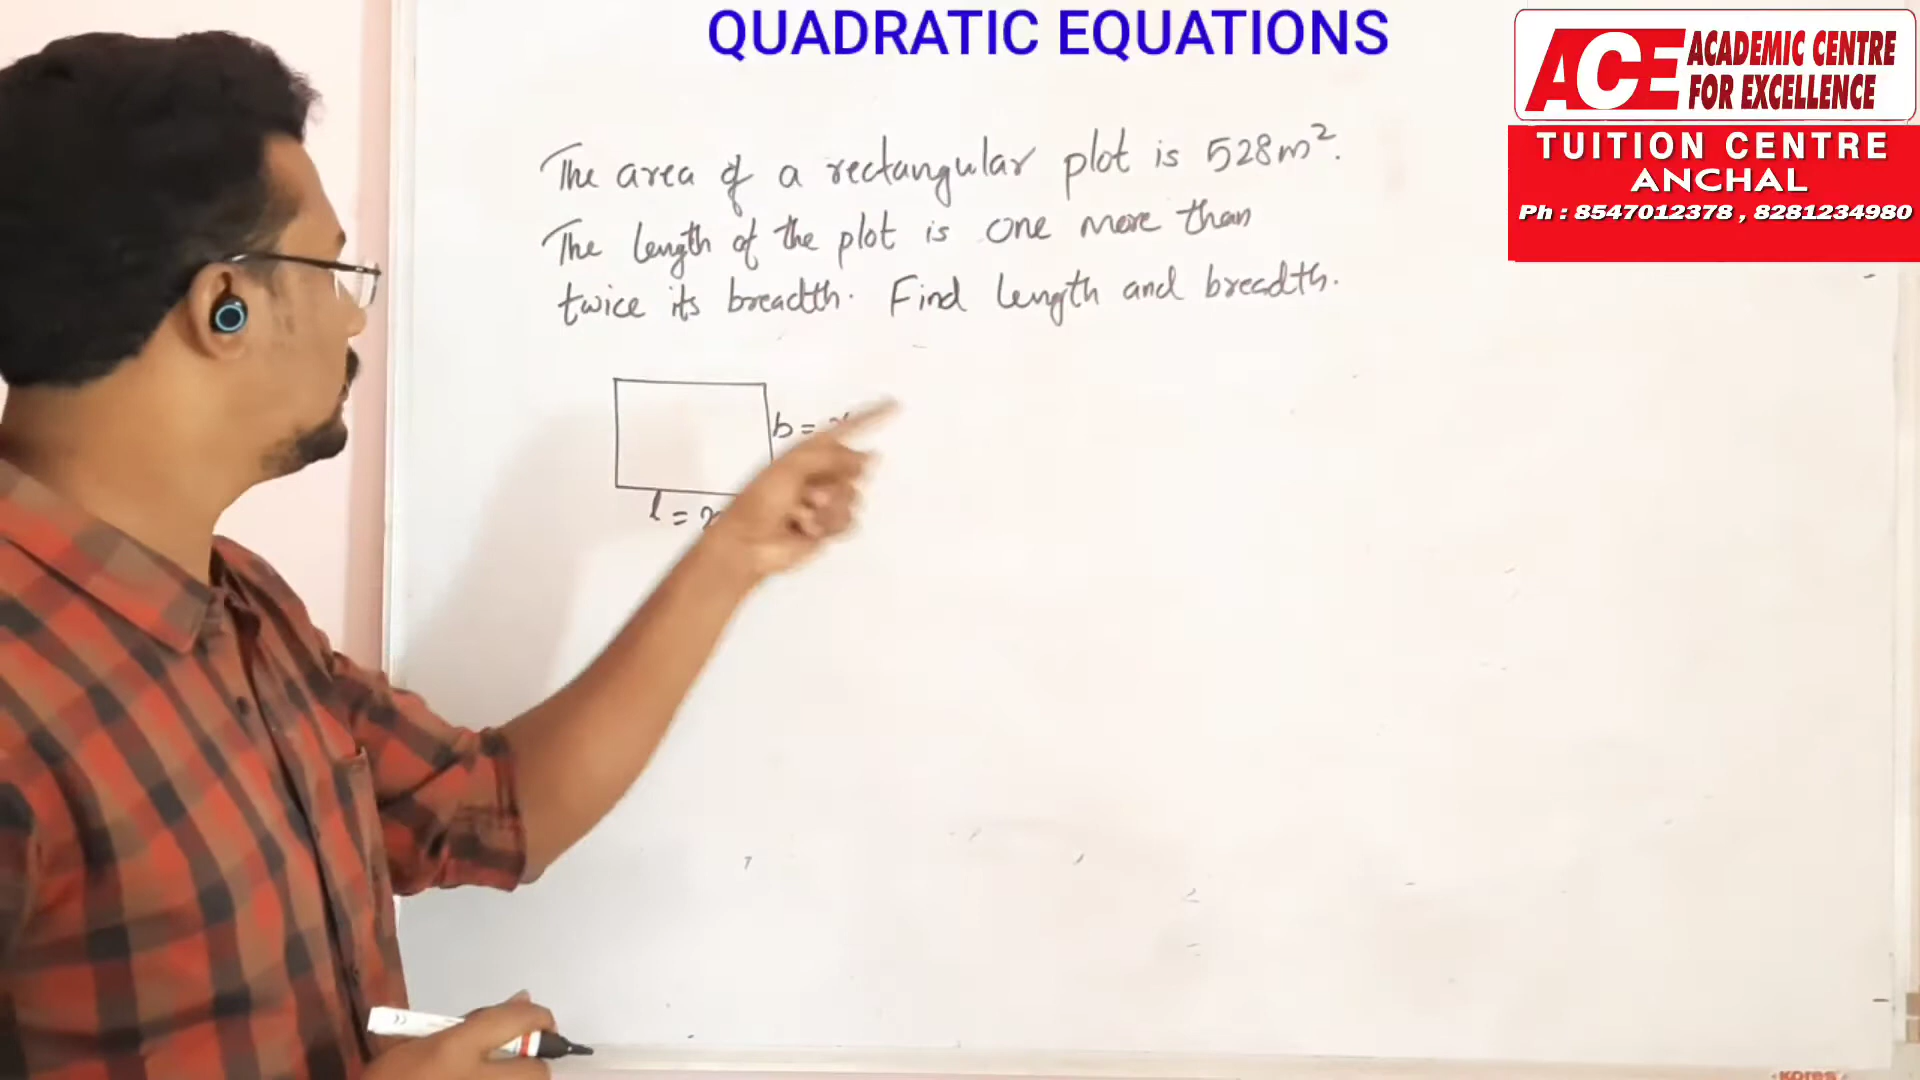 QUADRATIC EQUATIONS
ACE ACADEMIC CENTRE
FOR EXCELLENCE
TUITION CENTRE
ANCHAL
Ph : 8547012378 , 8281234980
The area of a rectangular plot is 528m².
The length of the plot is one more than
twice its breadth. Find length and breadth.
b =
l =
kores